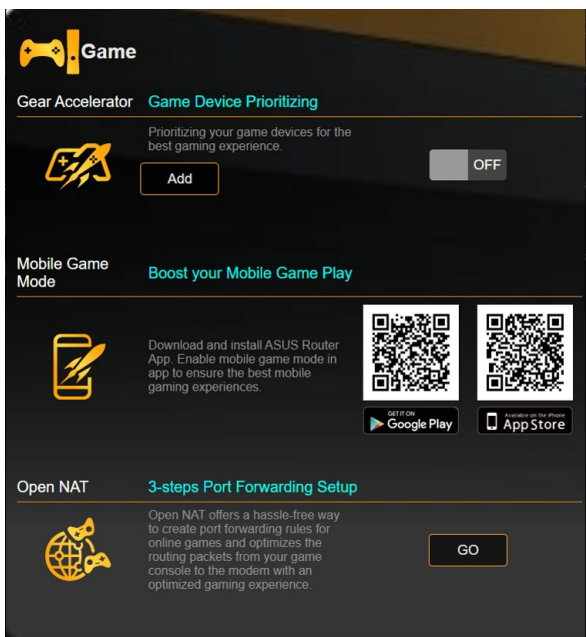 Game
Gear Accelerator
Game Device Prioritizing
Prioritizing your game devices for the
best gaming experience.
Add
OFF
Mobile Game
Mode
Boost your Mobile Game Play
Download and install ASUS Router
App. Enable mobile game mode in
app to ensure the best mobile
gaming experiences.
GET IT ON
Google Play
Available on the iPhone
App Store
Open NAT
3-steps Port Forwarding Setup
Open NAT offers a hassle-free way
to create port forwarding rules for
online games and optimizes the
routing packets from your game
console to the modem with an
optimized gaming experience.
GO